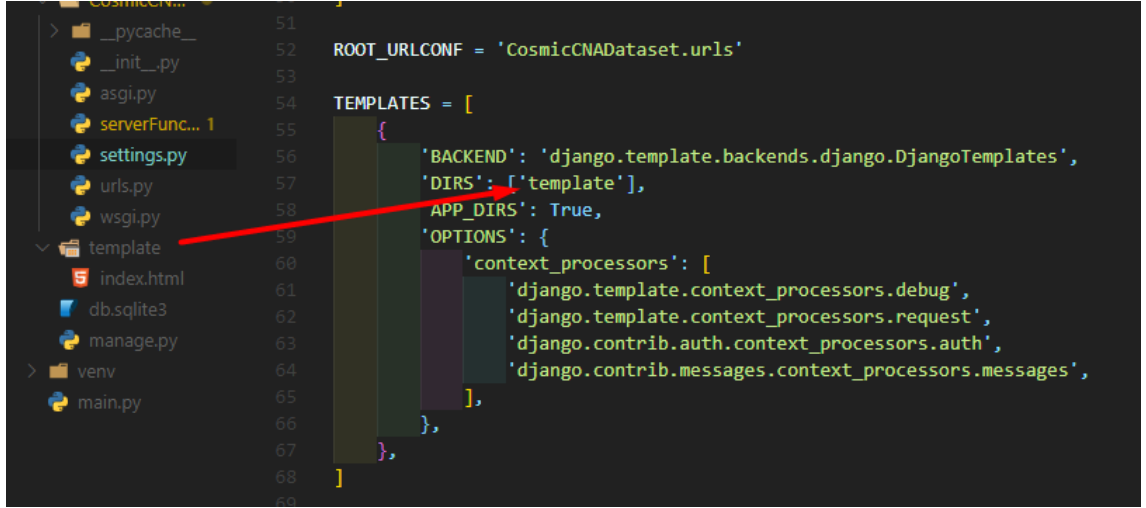 CosmicCN...
__pycache__
__init__.py
asgi.py
serverFunc... 1
settings.py
urls.py
wsgi.py
template
index.html
db.sqlite3
manage.py
venv
main.py
]
51
52 ROOT_URLCONF = 'CosmicCNADataset.urls'
53
54 TEMPLATES = [
55 {
56 'BACKEND': 'django.template.backends.django.DjangoTemplates',
57 'DIRS': ['template'],
58 APP_DIRS': True,
59 'OPTIONS': {
60 'context_processors': [
61 'django.template.context_processors.debug',
62 'django.template.context_processors.request',
63 'django.contrib.auth.context_processors.auth',
64 'django.contrib.messages.context_processors.messages',
65 ],
66 },
67 },
68 ]
69